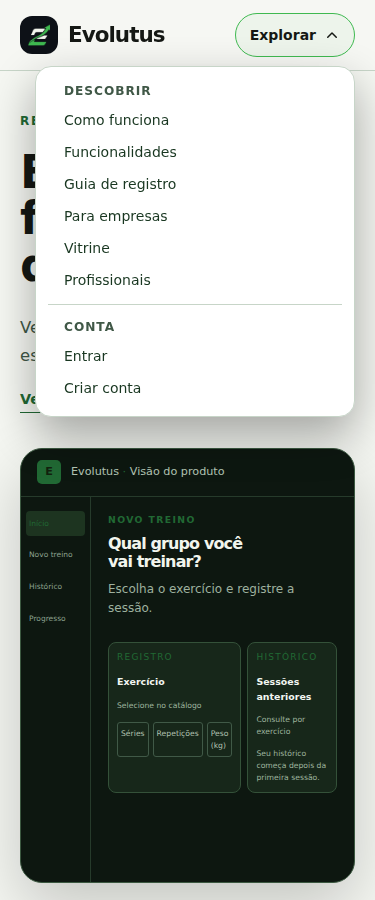 Evolutus
Explorar
DESCOBRIR
Como funciona
Funcionalidades
Guia de registro
Para empresas
Vitrine
Profissionais
CONTA
Entrar
Criar conta
E
Evolutus · Visão do produto
Início
Novo treino
Histórico
Progresso
NOVO TREINO
Qual grupo você
vai treinar?
Escolha o exercício e registre a
sessão.
REGISTRO
Exercício
Selecione no catálogo
Séries
Repetições
Peso
(kg)
HISTÓRICO
Sessões
anteriores
Consulte por
exercício
Seu histórico
começa depois da
primeira sessão.